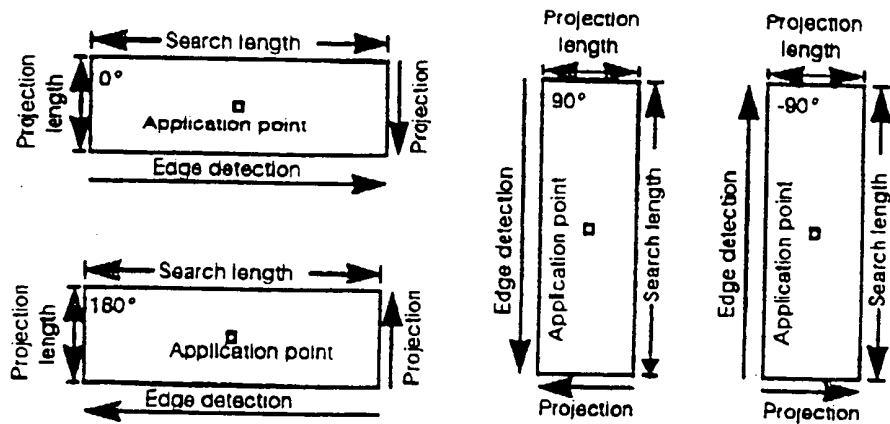 Search length
Projection
length
0°
Application point
Projection
Edge detection
Search length
Projection
length
180°
Application point
Projection
Edge detection
Projection
length
90°
Edge detection
Application point
Search length
Projection
Projection
length
-90°
Edge detection
Application point
Search length
Projection